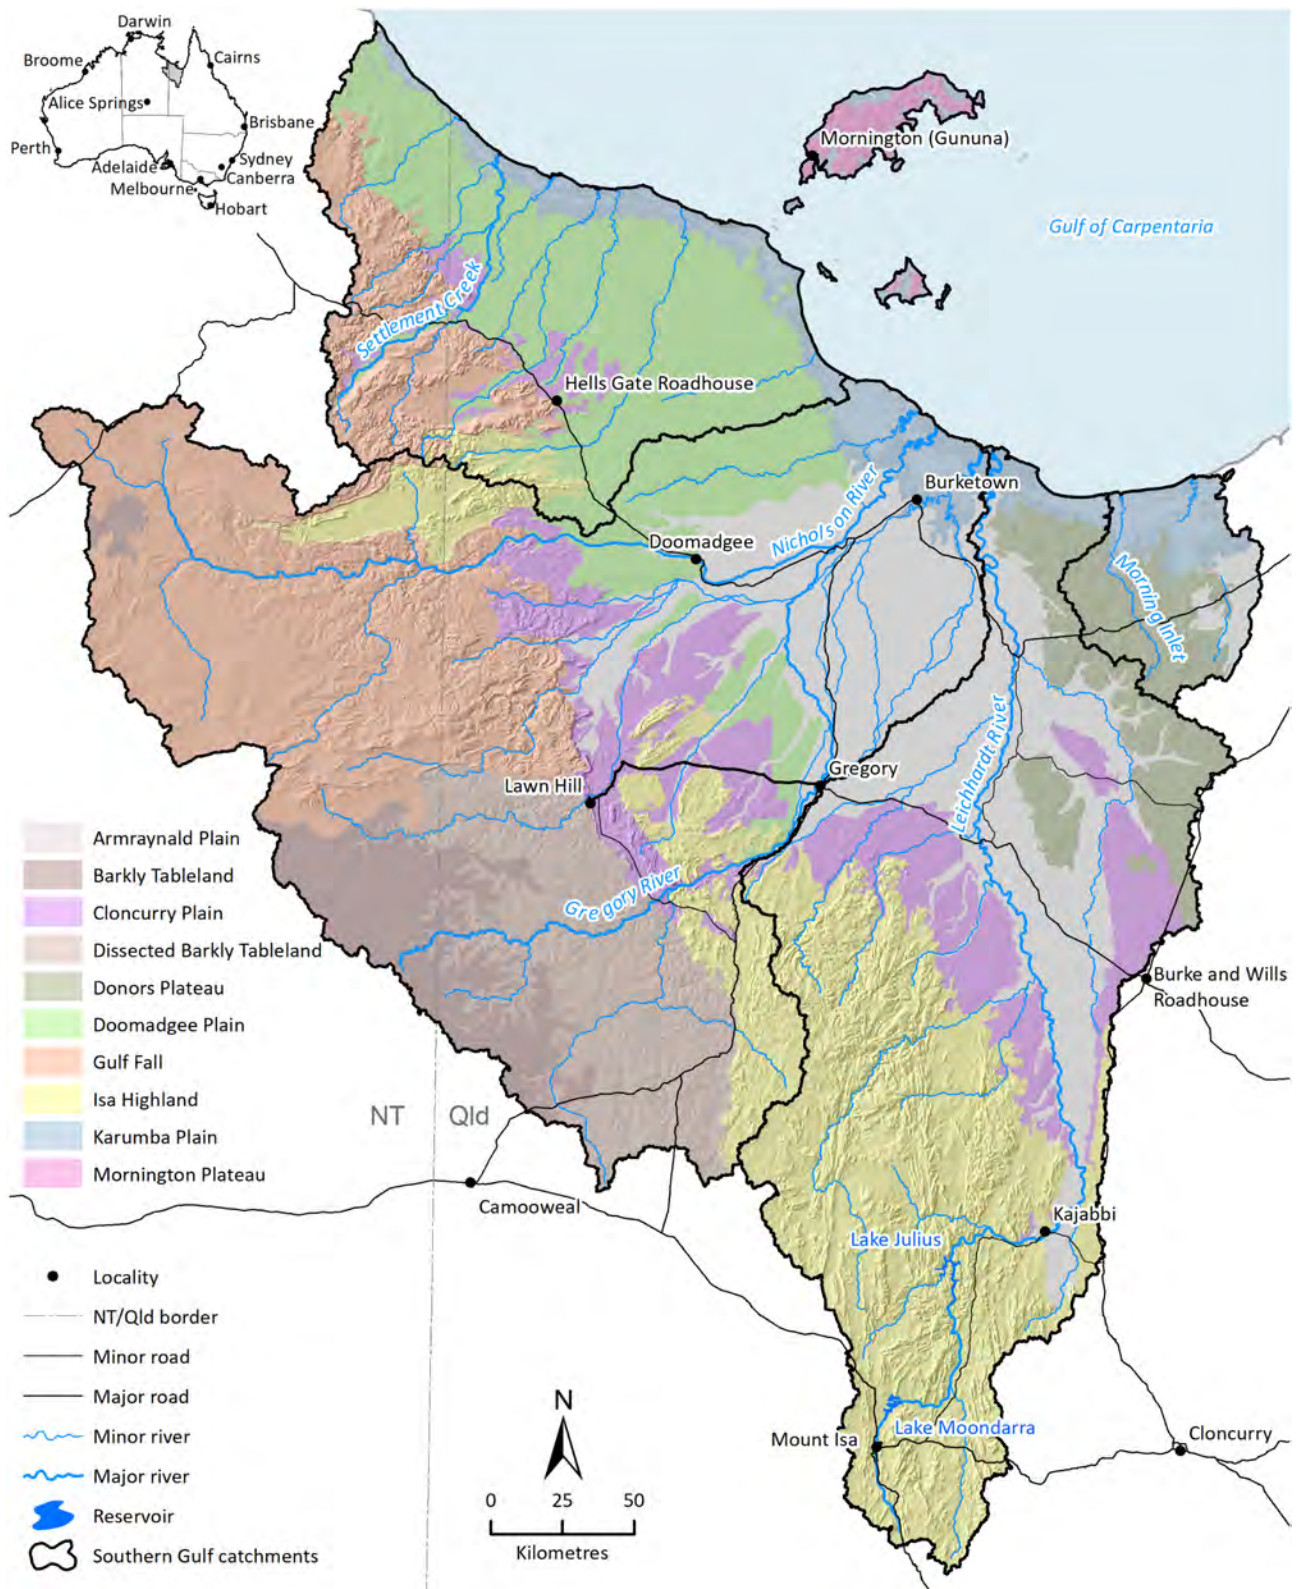 Darwin
Broome
Cairns
Alice Springs
Brisbane
Perth
Adelaide
Sydney
Canberra
Melbourne
Hobart
Mornington (Gununa)
Gulf of Carpentaria
Settlement Creek
Hells Gate Roadhouse
Burketown
Nicholson River
Doomadgee
Morning Inlet
Leichhardt River
Gregory
Lawn Hill
Gregory River
Burke and Wills
Roadhouse
NT
Qld
Camooweal
Kajabbi
Lake Julius
Lake Moondarra
Mount Isa
Cloncurry
Armraynald Plain
Barkly Tableland
Cloncurry Plain
Dissected Barkly Tableland
Donors Plateau
Doomadgee Plain
Gulf Fall
Isa Highland
Karumba Plain
Mornington Plateau
Locality
NT/Qld border
Minor road
Major road
Minor river
Major river
Reservoir
Southern Gulf catchments
N
0 25 50
Kilometres